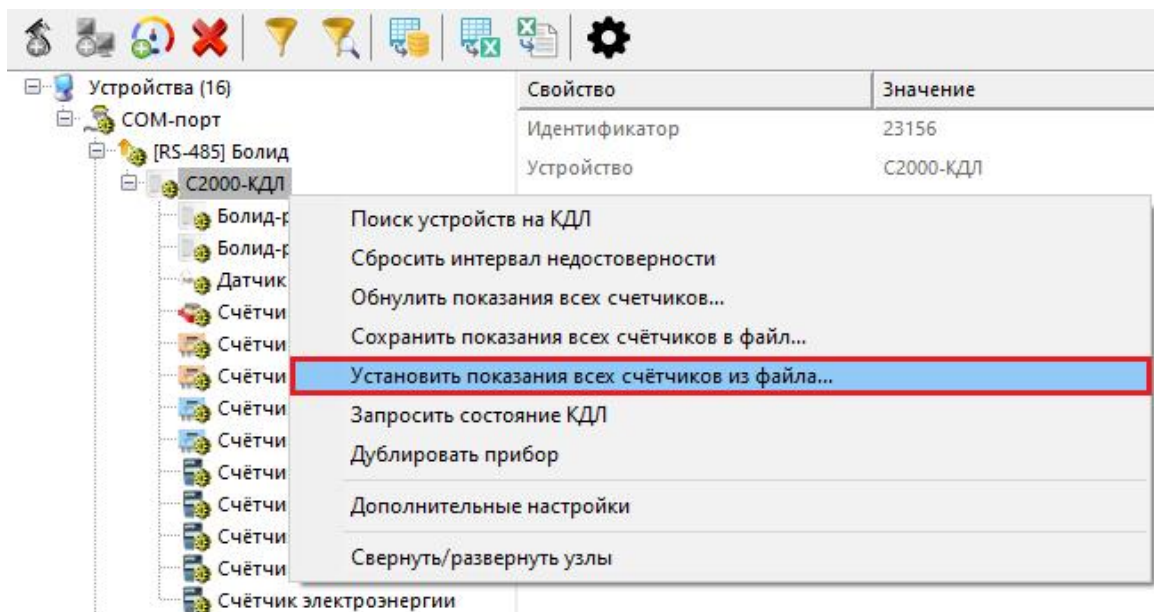 Устройства (16)
Свойство Значение
COM-порт
Идентификатор 23156
[RS-485] Болид
Устройство С2000-КДЛ
С2000-КДЛ
Поиск устройств на КДЛ
Сбросить интервал недостоверности
Обнулить показания всех счетчиков...
Сохранить показания всех счётчиков в файл...
Установить показания всех счётчиков из файла...
Запросить состояние КДЛ
Дублировать прибор
Дополнительные настройки
Свернуть/развернуть узлы
Болид-р
Болид-р
Датчик
Счётчи
Счётчи
Счётчи
Счётчи
Счётчи
Счётчи
Счётчи
Счётчи
Счётчи
Счётчик электроэнергии